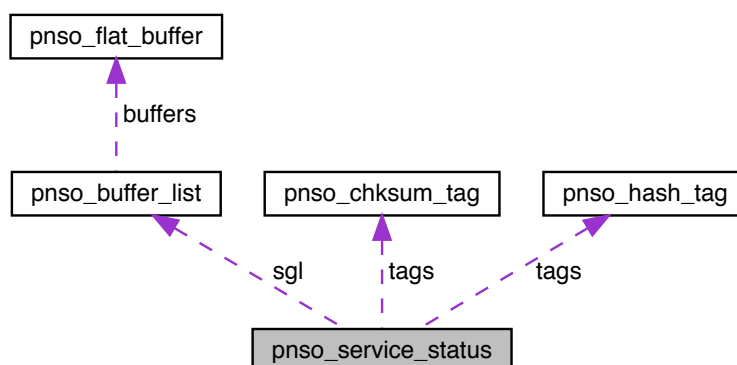 pnso_flat_buffer
buffers
pnso_buffer_list
pnso_chksum_tag
pnso_hash_tag
sgl
tags
tags
pnso_service_status